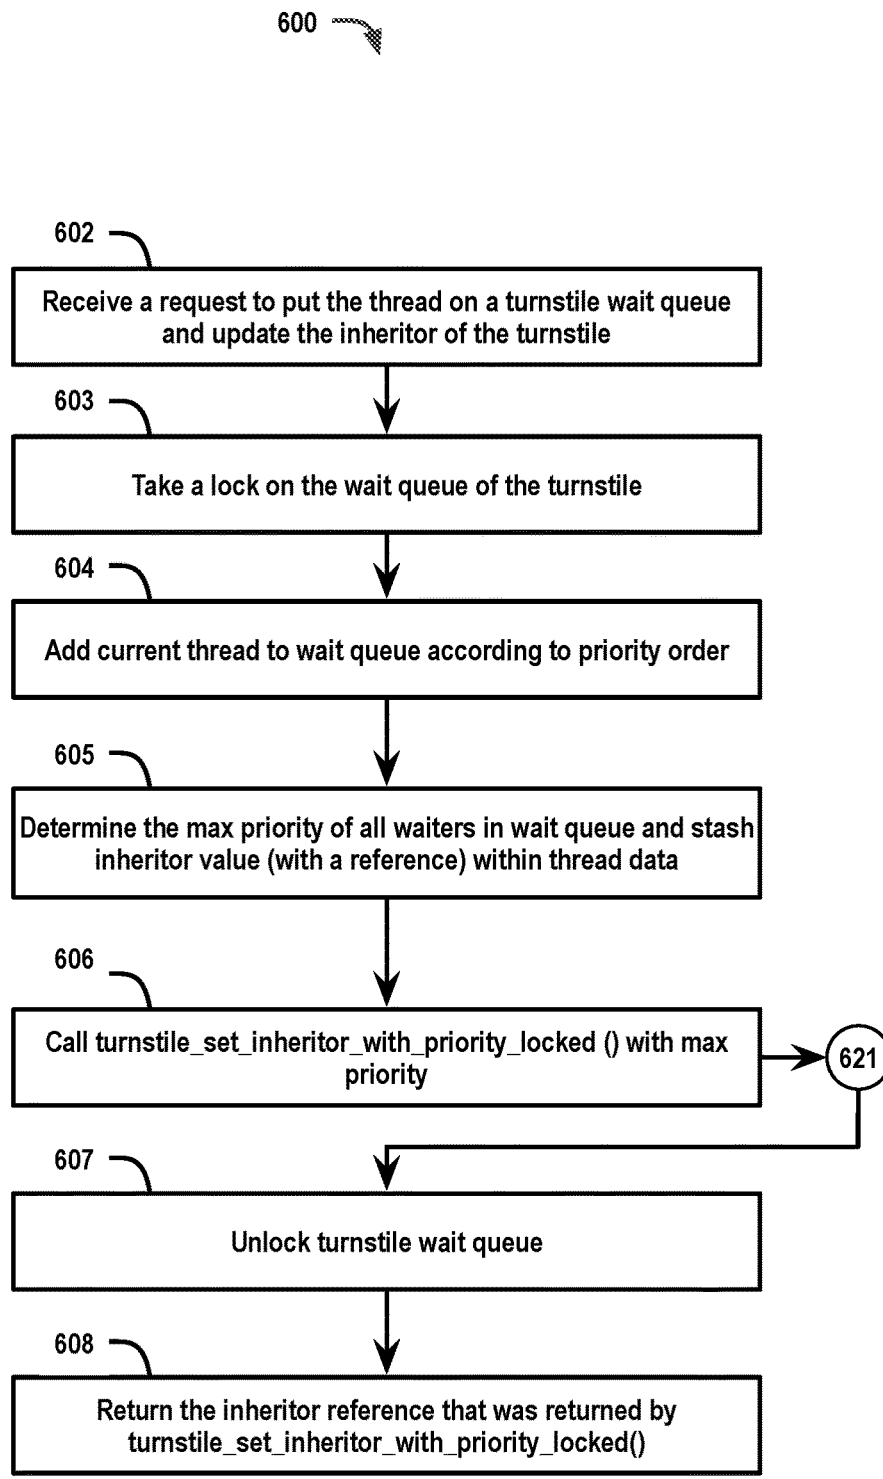 600
602
Receive a request to put the thread on a turnstile wait queue
and update the inheritor of the turnstile
603
Take a lock on the wait queue of the turnstile
604
Add current thread to wait queue according to priority order
605
Determine the max priority of all waiters in wait queue and stash
inheritor value (with a reference) within thread data
606
Call turnstile_set_inheritor_with_priority_locked () with max
priority
621
607
Unlock turnstile wait queue
608
Return the inheritor reference that was returned by
turnstile_set_inheritor_with_priority_locked()